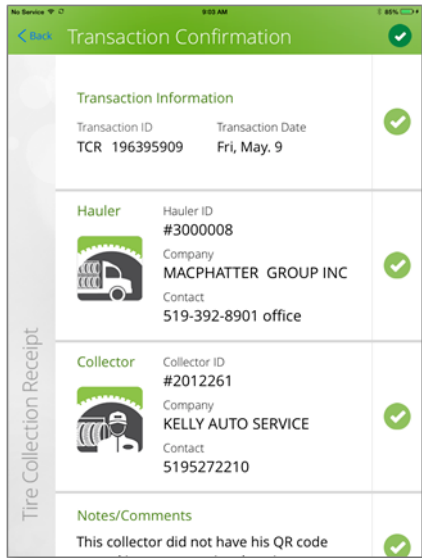 No Service 9:03 AM 85%
Back Transaction Confirmation
Transaction Information
Transaction ID Transaction Date
TCR 196395909 Fri, May. 9
Hauler Hauler ID
#3000008
Company
MACPHATTER GROUP INC
Contact
519-392-8901 office
Collector Collector ID
#2012261
Company
KELLY AUTO SERVICE
Contact
5195272210
Tire Collection Receipt
Notes/Comments
This collector did not have his QR code